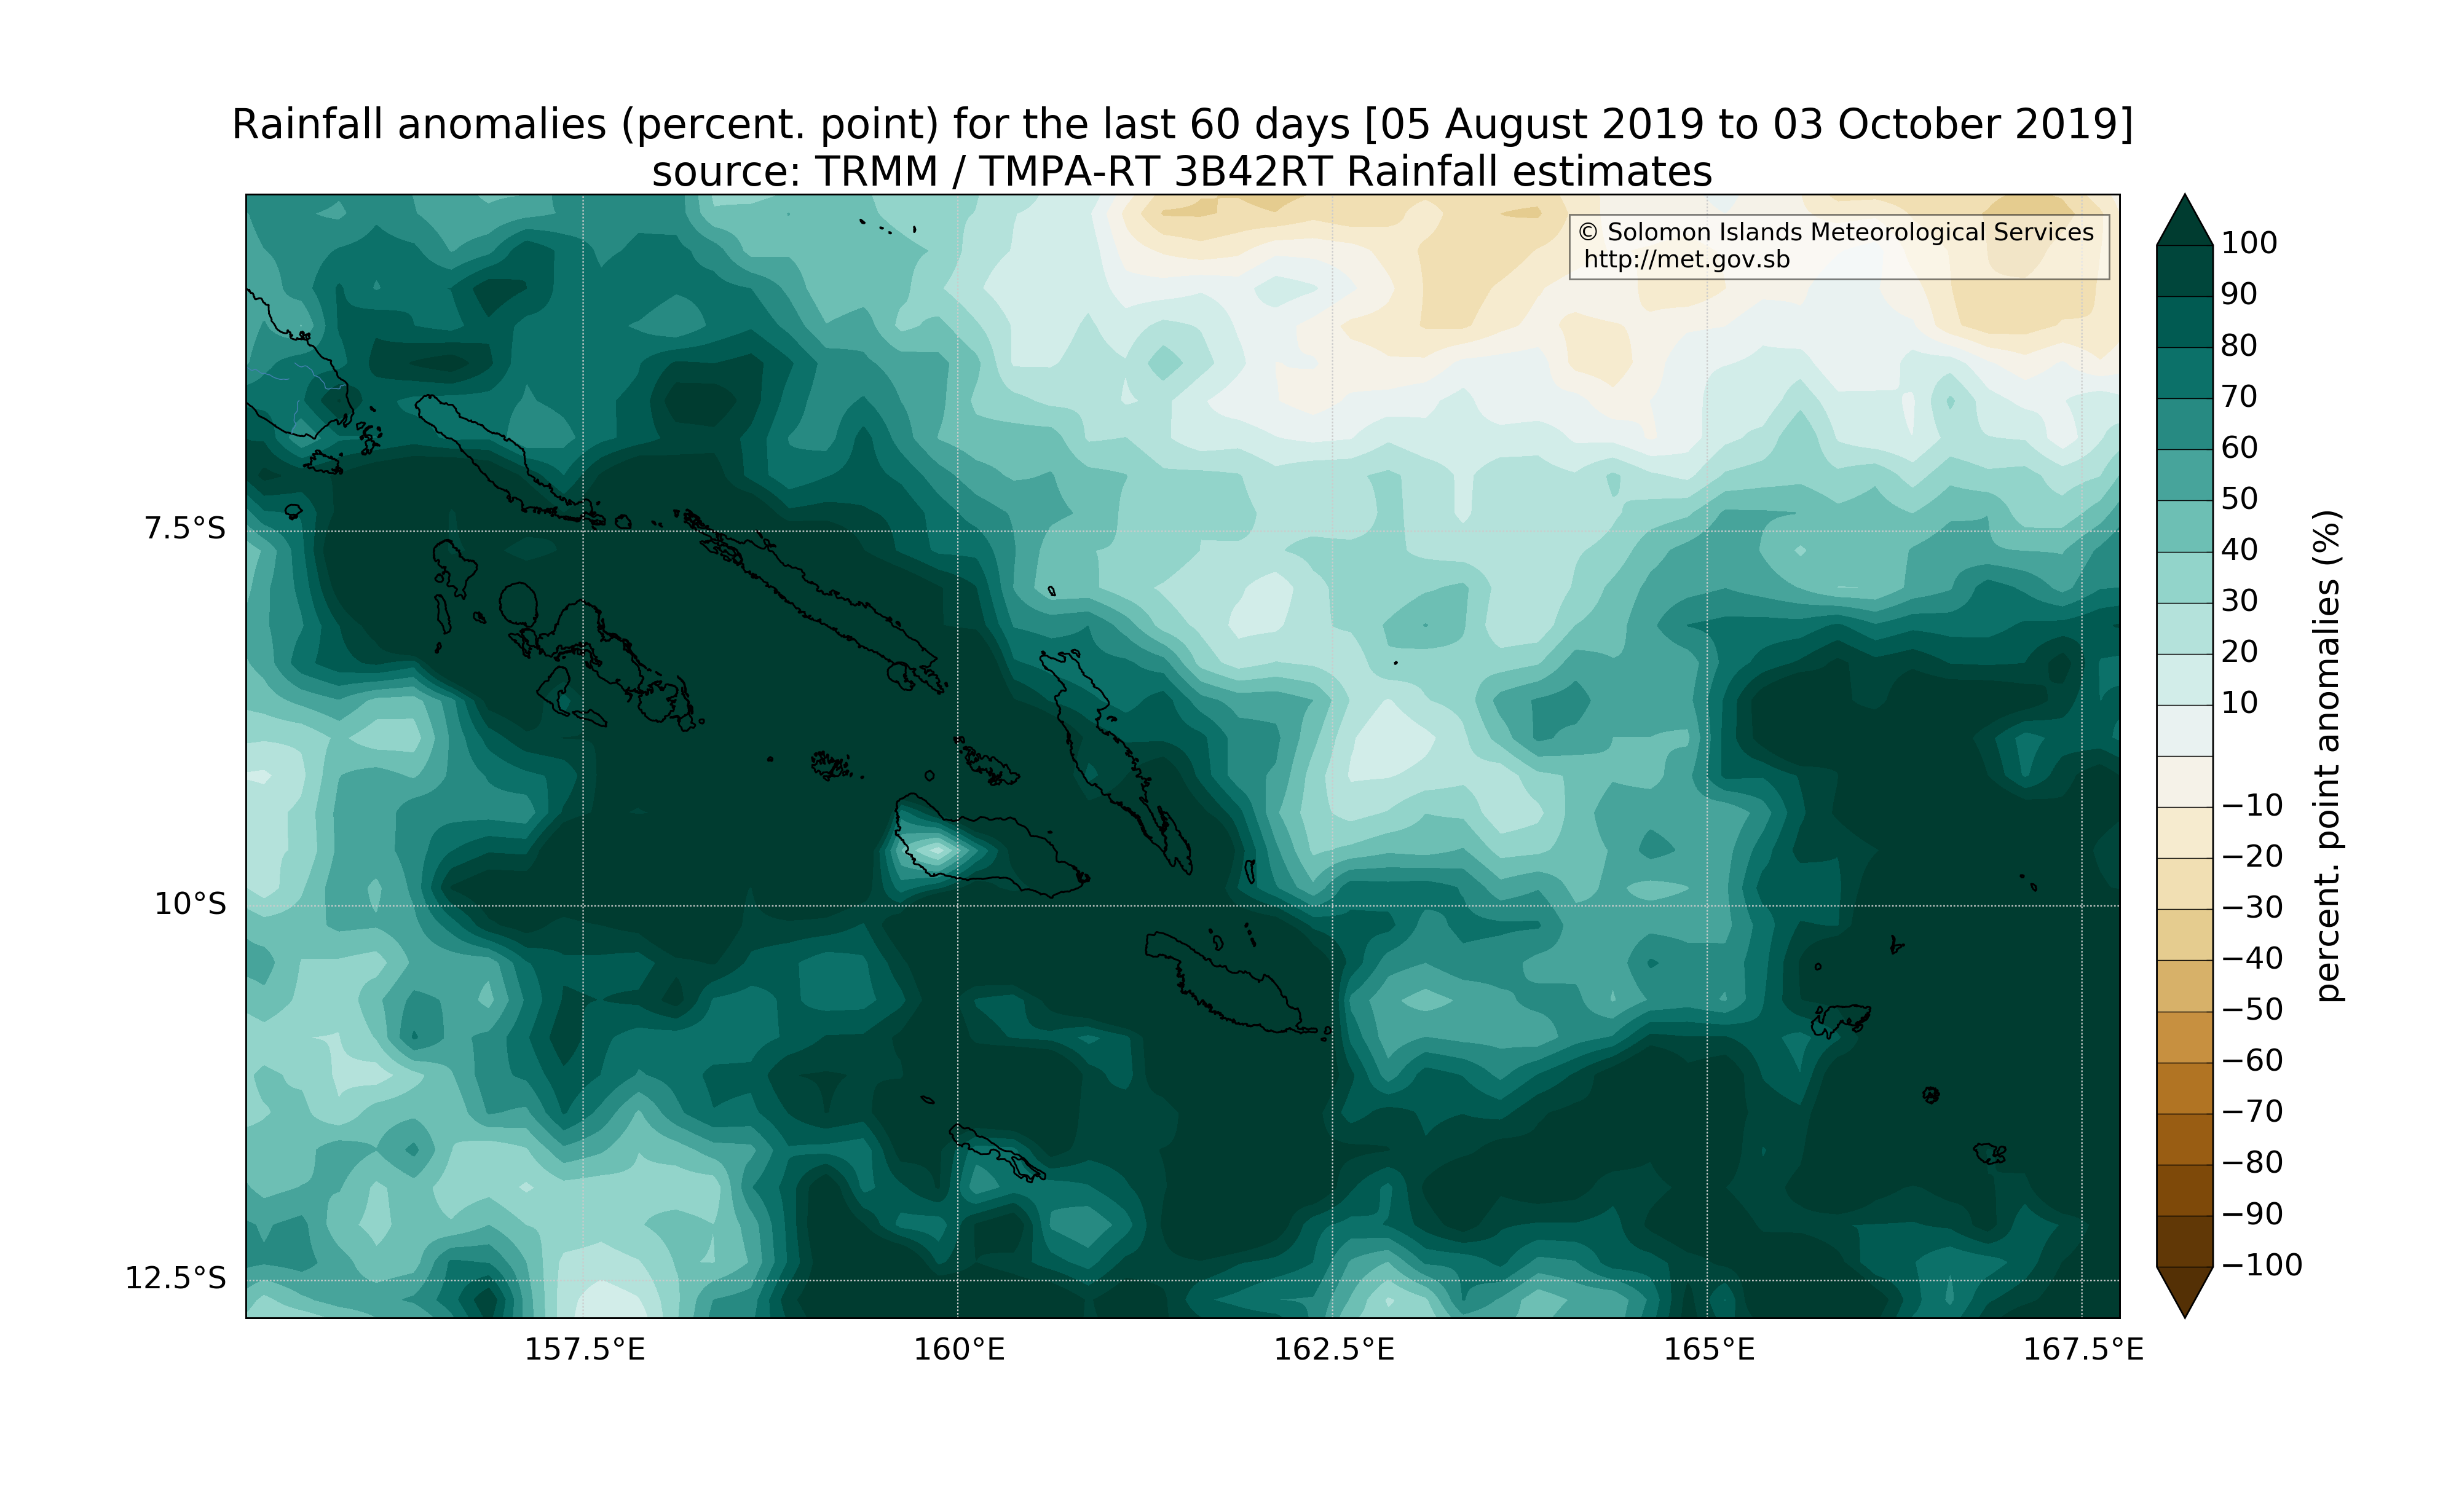 Rainfall anomalies (percent. point) for the last 60 days [05 August 2019 to 03 October 2019]
source: TRMM / TMPA-RT 3B42RT Rainfall estimates
© Solomon Islands Meteorological Services
http://met.gov.sb
7.5°S
10°S
12.5°S
157.5°E
160°E
162.5°E
165°E
167.5°E
100
90
80
70
60
50
40
30
20
10
−10
−20
−30
−40
−50
−60
−70
−80
−90
−100
percent. point anomalies (%)